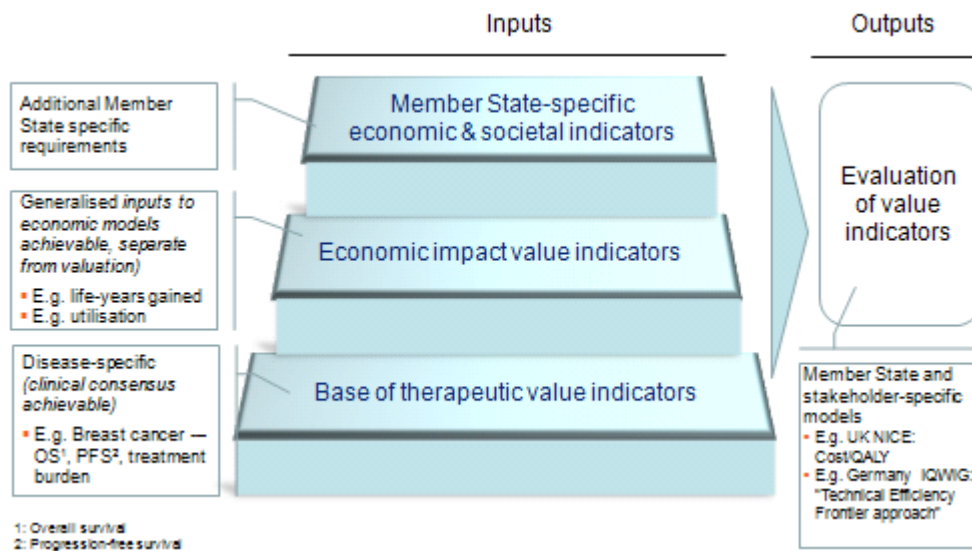 Inputs
Outputs
Additional Member
State specific
requirements
Member State-specific
economic & societal indicators
Generalised inputs to
economic models
achievable, separate
from valuation)
▪ E.g. life-years gained
▪ E.g. utilisation
Economic impact value indicators
Disease-specific
(clinical consensus
achievable)
▪ E.g. Breast cancer —
OS¹, PFS², treatment
burden
Base of therapeutic value indicators
Evaluation
of value
indicators
Member State and
stakeholder-specific
models
▪ E.g. UK NICE:
Cost/QALY
▪ E.g. Germany IQWIG:
"Technical Efficiency
Frontier approach"
1: Overall survival
2: Progression-free survival